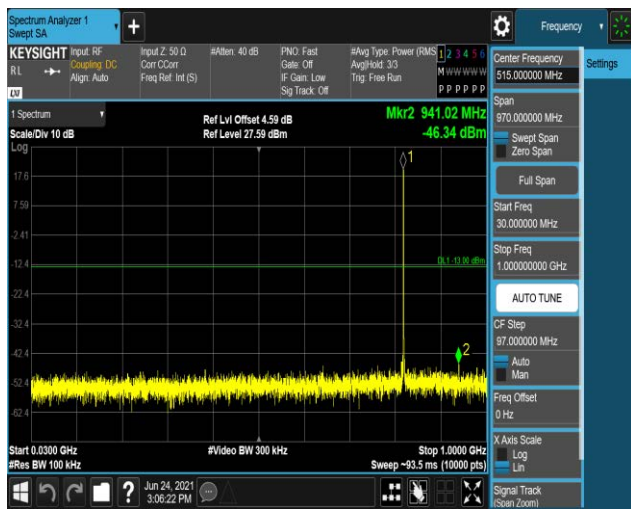 Spectrum Analyzer 1
Swept SA
+
Frequency
KEYSIGHT
RL
LXI
Input: RF
Coupling: DC
Align: Auto
Input Z: 50 Ω
Corr CCorr
Freq Ref: Int (S)
#Atten: 40 dB
PNO: Fast
Gate: Off
IF Gain: Low
Sig Track: Off
#Avg Type: Power (RMS
Avg|Hold: 3/3
Trig: Free Run
1 2 3 4 5 6
M W W W W W
P P P P P P
1 Spectrum
Scale/Div 10 dB
Log
Ref Lvl Offset 4.59 dB
Ref Level 27.59 dBm
Mkr2 941.02 MHz
-46.34 dBm
17.6
7.59
-2.41
-12.4
-22.4
-32.4
-42.4
-52.4
-62.4
1
DL1 -13.00 dBm
2
Start 0.0300 GHz
#Res BW 100 kHz
#Video BW 300 kHz
Stop 1.0000 GHz
Sweep ~93.5 ms (10000 pts)
?
Jun 24, 2021
3:06:22 PM
Center Frequency
515.000000 MHz
Settings
Span
970.000000 MHz
Swept Span
Zero Span
Full Span
Start Freq
30.000000 MHz
Stop Freq
1.000000000 GHz
AUTO TUNE
CF Step
97.000000 MHz
Auto
Man
Freq Offset
0 Hz
X Axis Scale
Log
Lin
Signal Track
(Span Zoom)